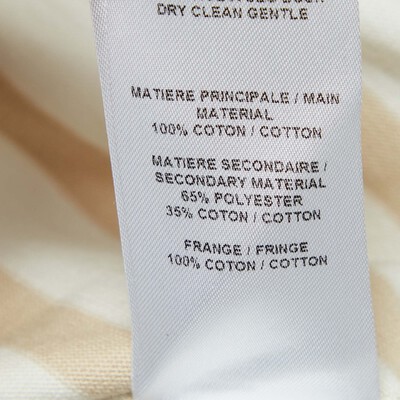 DRY CLEAN GENTLE
MATIERE PRINCIPALE / MAIN
MATERIAL
100% COTON / COTTON
MATIERE SECONDAIRE /
SECONDARY MATERIAL
65% POLYESTER
35% COTON / COTTON
FRANGE / FRINGE
100% COTON / COTTON